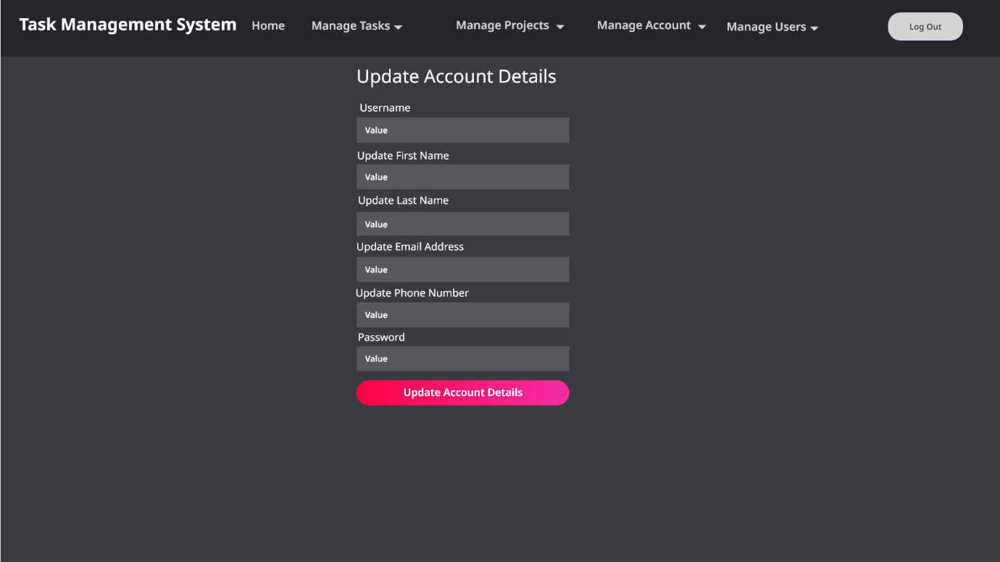 Task Management System Home Manage Tasks Manage Projects Manage Account Manage Users Log Out
Update Account Details
Username
Value
Update First Name
Value
Update Last Name
Value
Update Email Address
Value
Update Phone Number
Value
Password
Value
Update Account Details